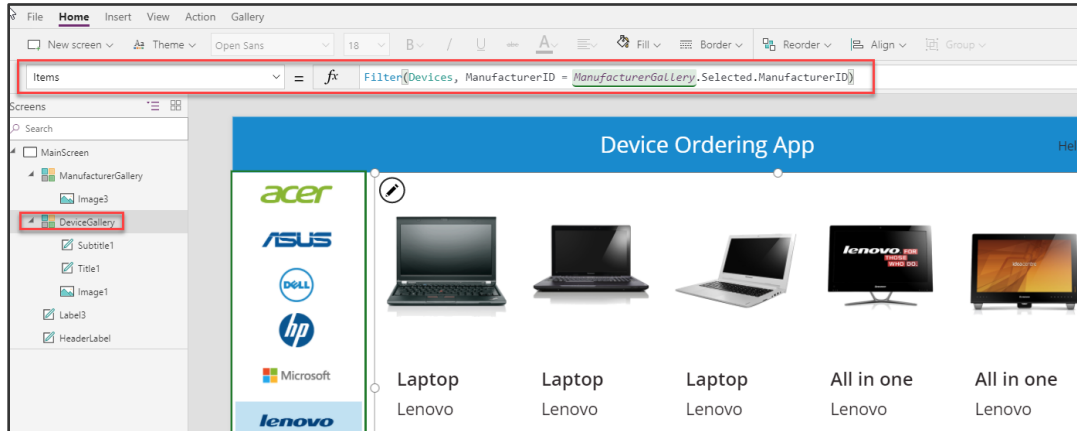 File Home Insert View Action Gallery
New screen Theme Open Sans 18 B / U abc A Fill Border Reorder Align Group
Items = fx Filter(Devices, ManufacturerID = ManufacturerGallery.Selected.ManufacturerID)
Screens
Search
MainScreen
ManufacturerGallery
Image3
DeviceGallery
Subtitle1
Title1
Image1
Label3
HeaderLabel
Device Ordering App
Hel
acer
ASUS
DELL
hp
Microsoft
lenovo
lenovo FOR
THOSE
WHO DO.
Laptop Laptop Laptop All in one All in one
Lenovo Lenovo Lenovo Lenovo Lenovo